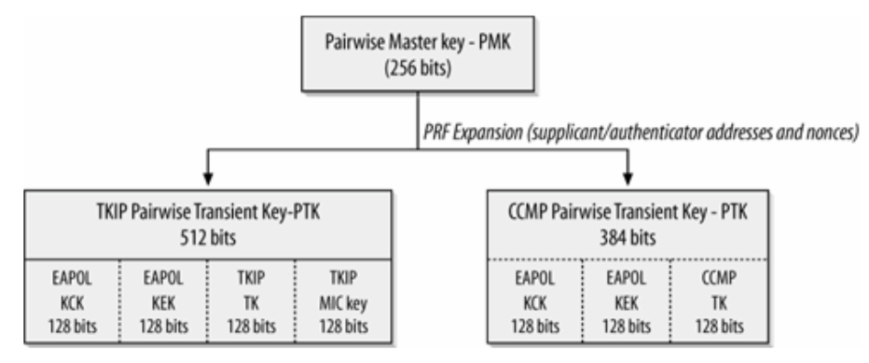 Pairwise Master key - PMK
(256 bits)
PRF Expansion (supplicant/authenticator addresses and nonces)
TKIP Pairwise Transient Key-PTK
512 bits
EAPOL
KCK
128 bits
EAPOL
KEK
128 bits
TKIP
TK
128 bits
TKIP
MIC key
128 bits
CCMP Pairwise Transient Key - PTK
384 bits
EAPOL
KCK
128 bits
EAPOL
KEK
128 bits
CCMP
TK
128 bits